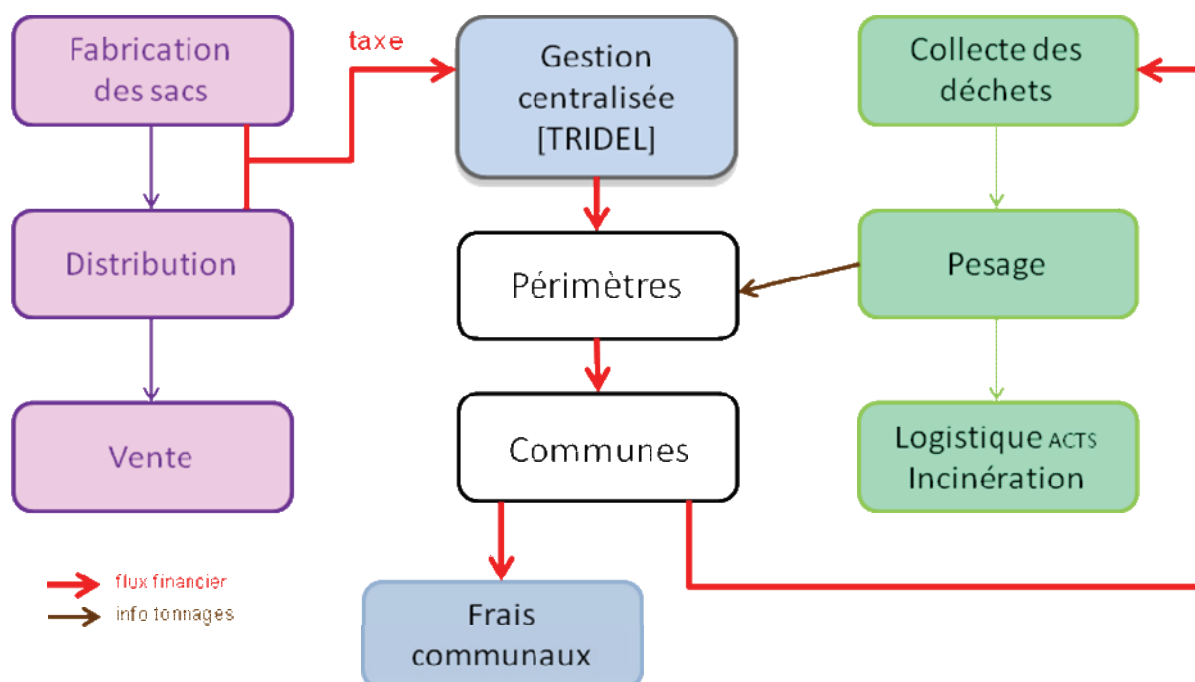 Fabrication
des sacs
taxe
Gestion
centralisée
[TRIDEL]
Collecte des
déchets
Distribution
Périmètres
Pesage
Vente
Communes
Logistique ACTS
Incinération
flux financier
info tonnages
Frais
communaux